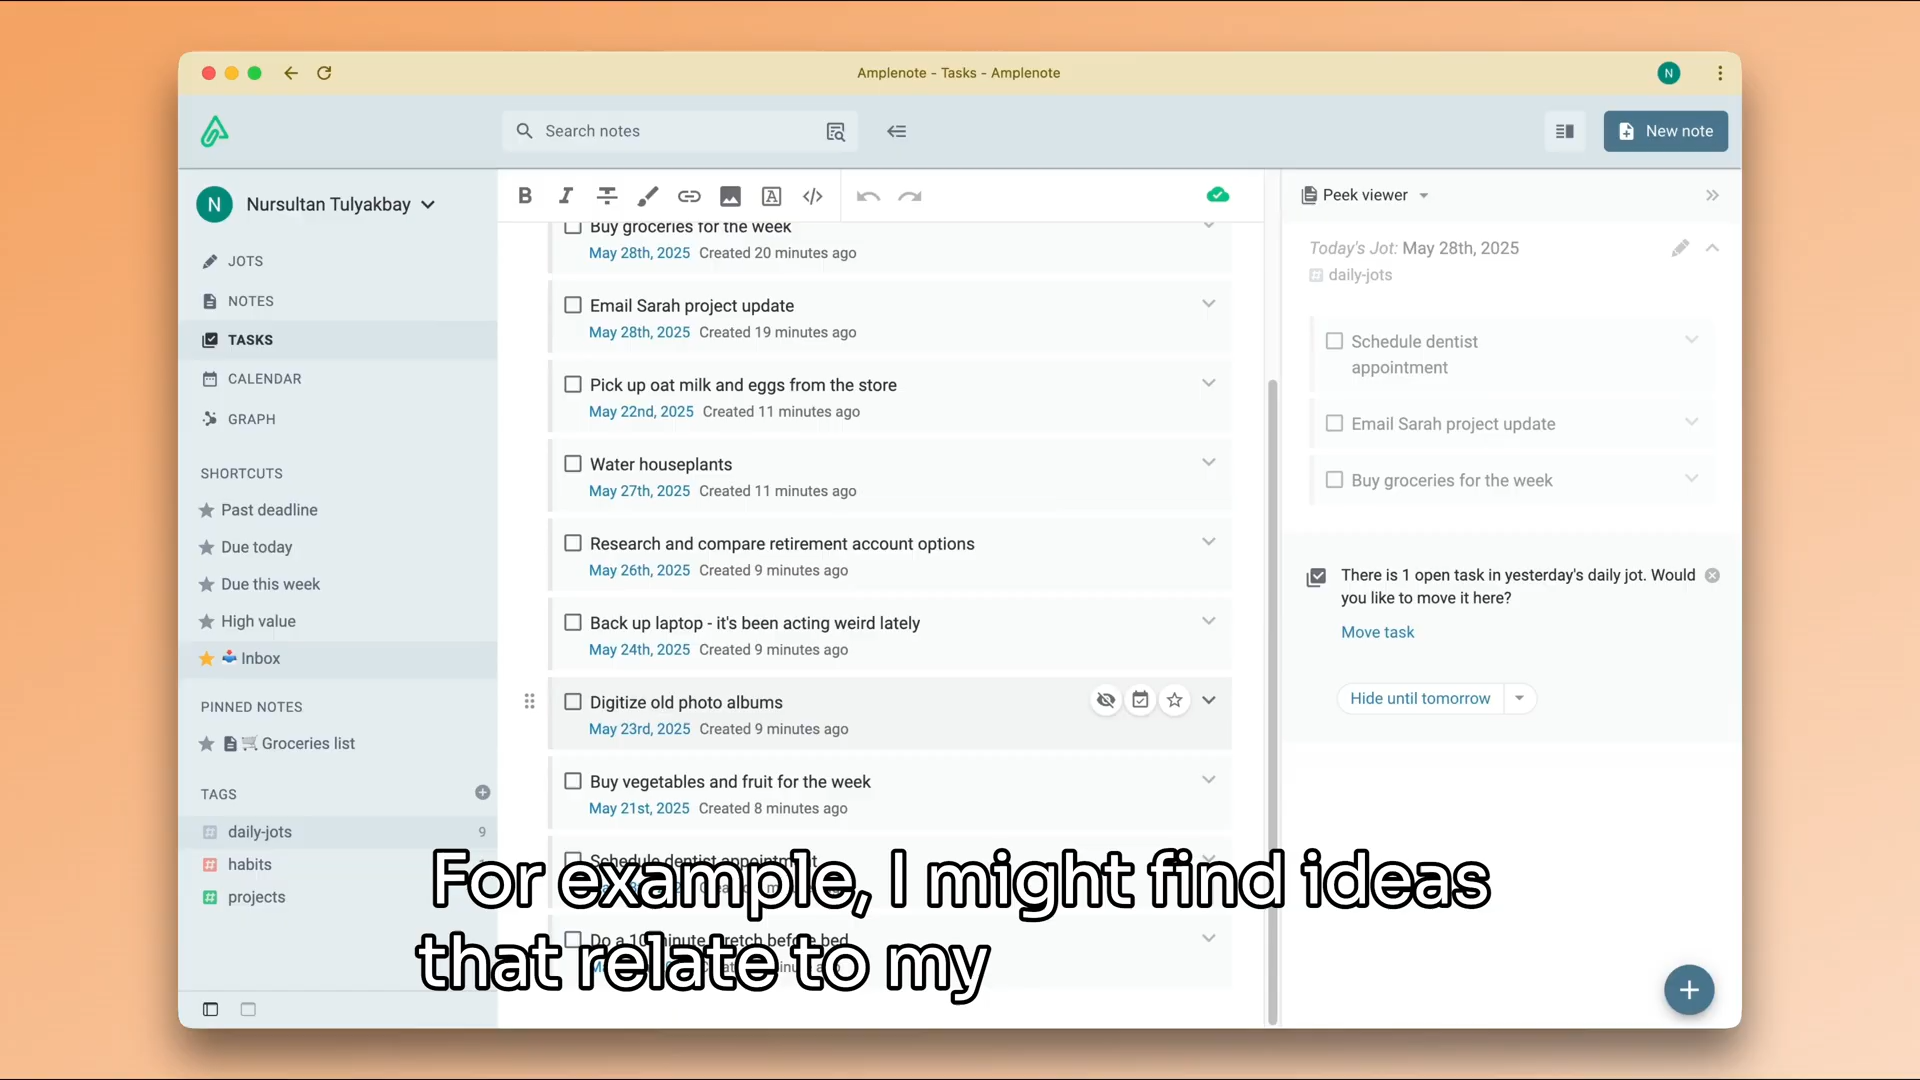 Amplenote - Tasks - Amplenote
N
Search notes
New note
N
Nursultan Tulyakbay
JOTS
NOTES
TASKS
CALENDAR
GRAPH
SHORTCUTS
Past deadline
Due today
Due this week
High value
Inbox
PINNED NOTES
Groceries list
TAGS
daily-jots 9
habits
projects
Buy groceries for the week
May 28th, 2025 Created 20 minutes ago
Email Sarah project update
May 28th, 2025 Created 19 minutes ago
Pick up oat milk and eggs from the store
May 22nd, 2025 Created 11 minutes ago
Water houseplants
May 27th, 2025 Created 11 minutes ago
Research and compare retirement account options
May 26th, 2025 Created 9 minutes ago
Back up laptop - it's been acting weird lately
May 24th, 2025 Created 9 minutes ago
Digitize old photo albums
May 23rd, 2025 Created 9 minutes ago
Buy vegetables and fruit for the week
May 21st, 2025 Created 8 minutes ago
Schedule dentist appointment
Do a 10 minute stretch before bed
Peek viewer
Today's Jot: May 28th, 2025
daily-jots
Schedule dentist
appointment
Email Sarah project update
Buy groceries for the week
There is 1 open task in yesterday's daily jot. Would
you like to move it here?
Move task
Hide until tomorrow
For example, I might find ideas
that relate to my